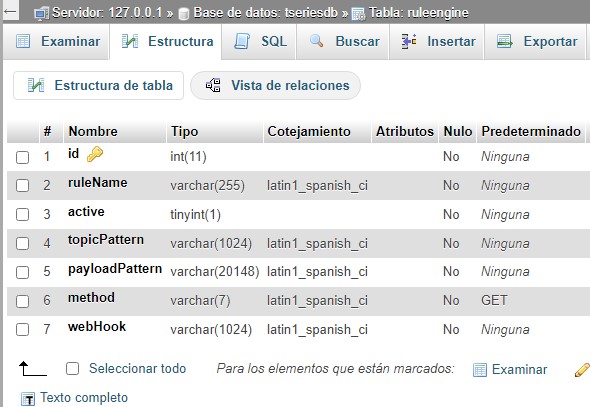 Servidor: 127.0.0.1 » Base de datos: tseriesdb » Tabla: ruleengine
Examinar Estructura SQL Buscar Insertar Exportar
Estructura de tabla Vista de relaciones
# Nombre Tipo Cotejamiento Atributos Nulo Predeterminado
1 id int(11) No Ninguna
2 ruleName varchar(255) latin1_spanish_ci No Ninguna
3 active tinyint(1) No Ninguna
4 topicPattern varchar(1024) latin1_spanish_ci No Ninguna
5 payloadPattern varchar(20148) latin1_spanish_ci No Ninguna
6 method varchar(7) latin1_spanish_ci No GET
7 webHook varchar(1024) latin1_spanish_ci No Ninguna
Seleccionar todo Para los elementos que están marcados: Examinar
Texto completo